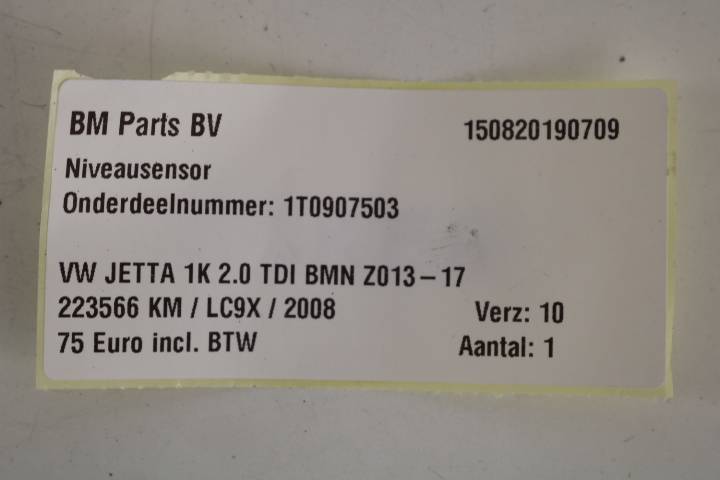 BM Parts BV 150820190709
Niveausensor
Onderdeelnummer: 1T0907503
VW JETTA 1K 2.0 TDI BMN Z013-17
223566 KM / LC9X / 2008 Verz: 10
75 Euro incl. BTW Aantal: 1